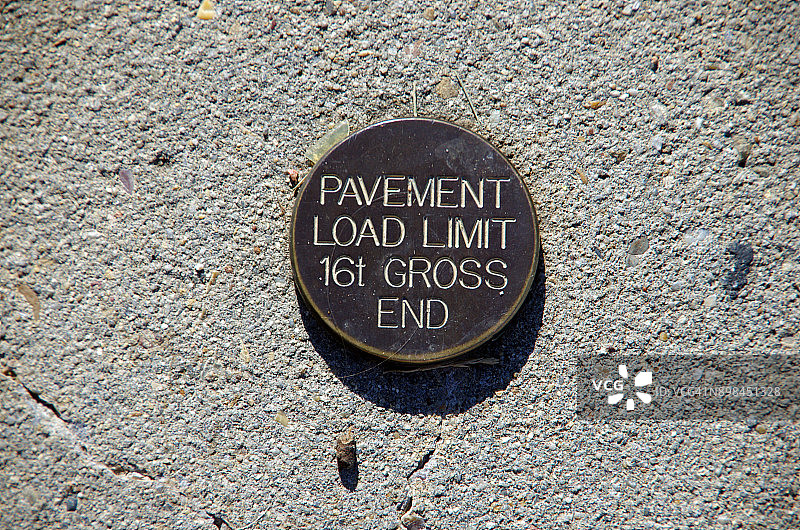 PAVEMENT
LOAD LIMIT
16t GROSS
END
VCG